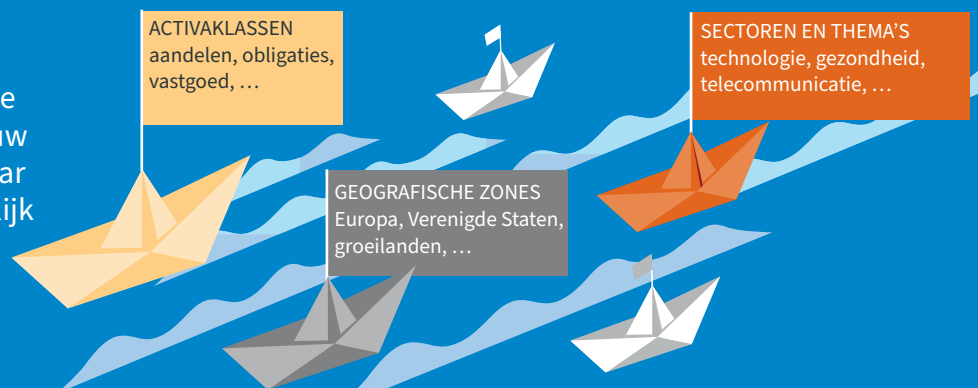 ACTIVAKLASSEN
aandelen, obligaties,
vastgoed, …
SECTOREN EN THEMA'S
technologie, gezondheid,
telecommunicatie, …
GEOGRAFISCHE ZONES
Europa, Verenigde Staten,
groeilanden, …